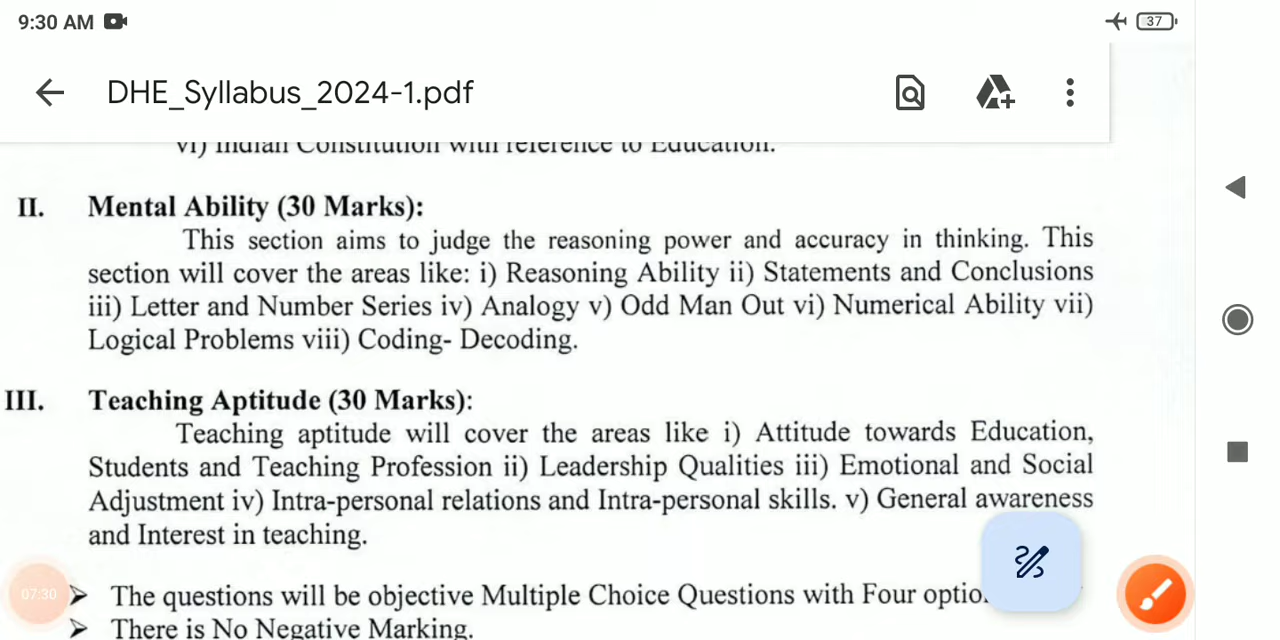 9:30 AM
37
DHE_Syllabus_2024-1.pdf
vi) Indian Constitution with reference to Education.
II. Mental Ability (30 Marks):
This section aims to judge the reasoning power and accuracy in thinking. This
section will cover the areas like: i) Reasoning Ability ii) Statements and Conclusions
iii) Letter and Number Series iv) Analogy v) Odd Man Out vi) Numerical Ability vii)
Logical Problems viii) Coding- Decoding.
III. Teaching Aptitude (30 Marks):
Teaching aptitude will cover the areas like i) Attitude towards Education,
Students and Teaching Profession ii) Leadership Qualities iii) Emotional and Social
Adjustment iv) Intra-personal relations and Intra-personal skills. v) General awareness
and Interest in teaching.
07:30
➢ The questions will be objective Multiple Choice Questions with Four
➢ There is No Negative Marking.